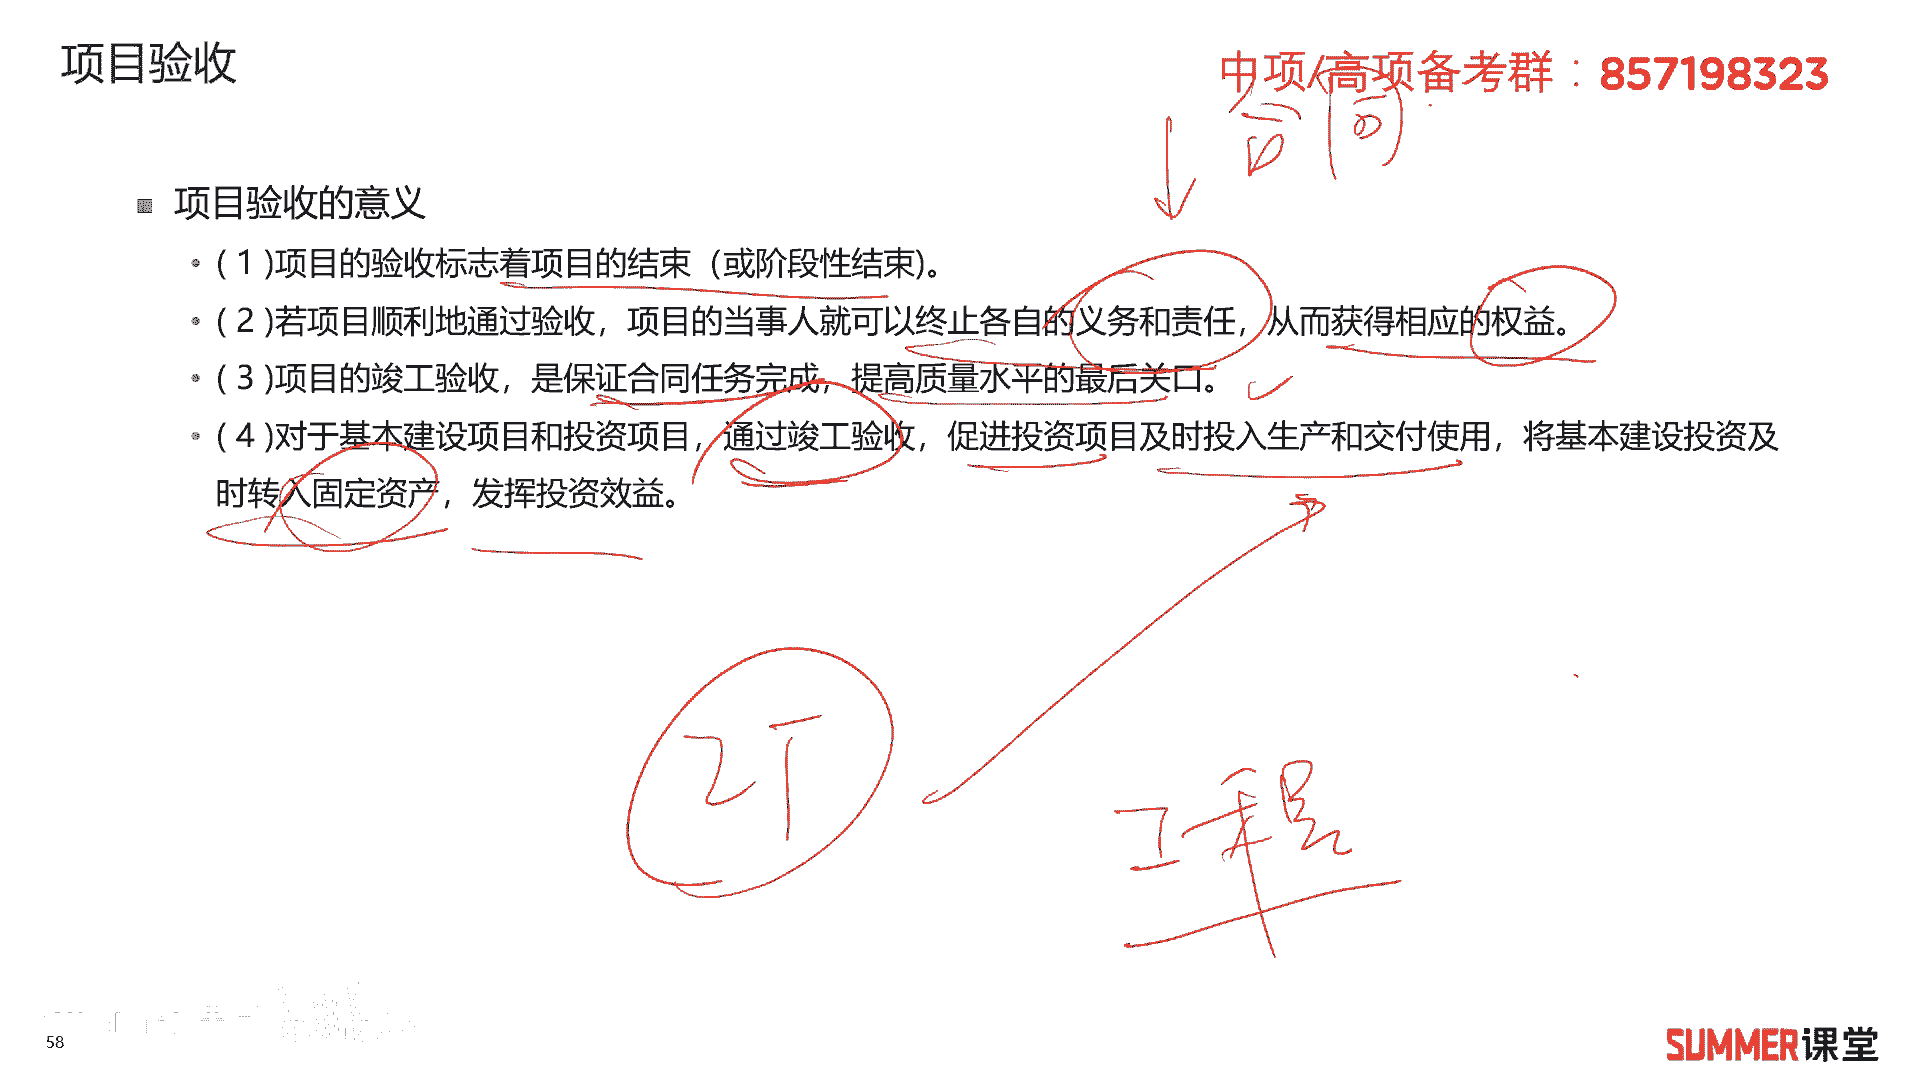 项目验收
中项/高项备考群：857198323
合同
■ 项目验收的意义
• ( 1 )项目的验收标志着项目的结束（或阶段性结束)。
• ( 2 )若项目顺利地通过验收，项目的当事人就可以终止各自的义务和责任，从而获得相应的权益。
• ( 3 )项目的竣工验收，是保证合同任务完成，提高质量水平的最后关口。
• ( 4 )对于基本建设项目和投资项目，通过竣工验收，促进投资项目及时投入生产和交付使用，将基本建设投资及
时转入固定资产，发挥投资效益。
IT
工程
58
SUMMER课堂